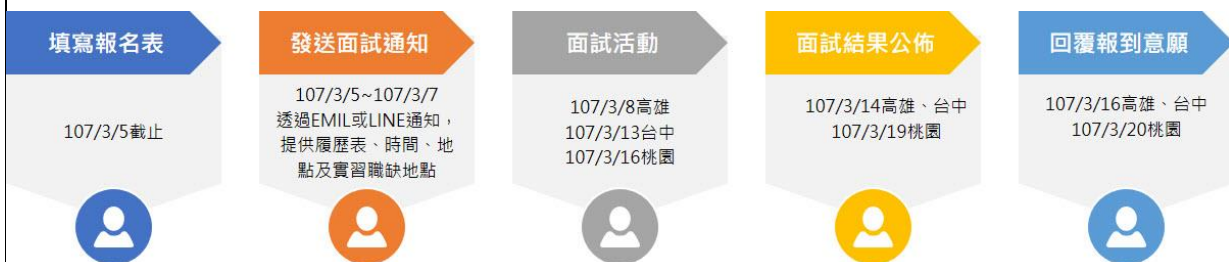 填寫報名表
107/3/5截止
發送面試通知
107/3/5~107/3/7
透過EMIL或LINE通知，
提供履歷表、時間、地
點及實習職缺地點
面試活動
107/3/8高雄
107/3/13台中
107/3/16桃園
面試結果公佈
107/3/14高雄、台中
107/3/19桃園
回覆報到意願
107/3/16高雄、台中
107/3/20桃園